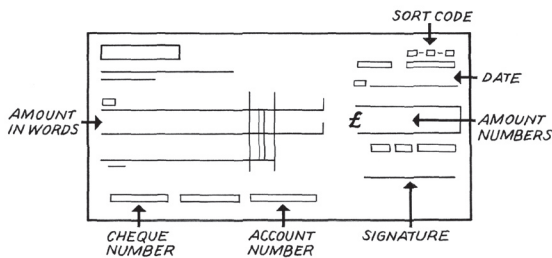 SORT CODE
DATE
AMOUNT
IN WORDS
£
AMOUNT
NUMBERS
CHEQUE
NUMBER
ACCOUNT
NUMBER
SIGNATURE